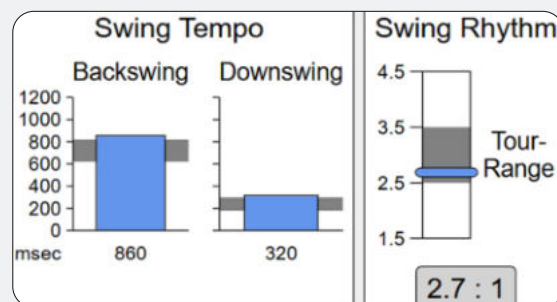 Swing Tempo
Backswing
Downswing
1200
1000
800
600
400
200
0
msec
860
320
Swing Rhythm
4.5
3.5
2.5
1.5
Tour-
Range
2.7 : 1